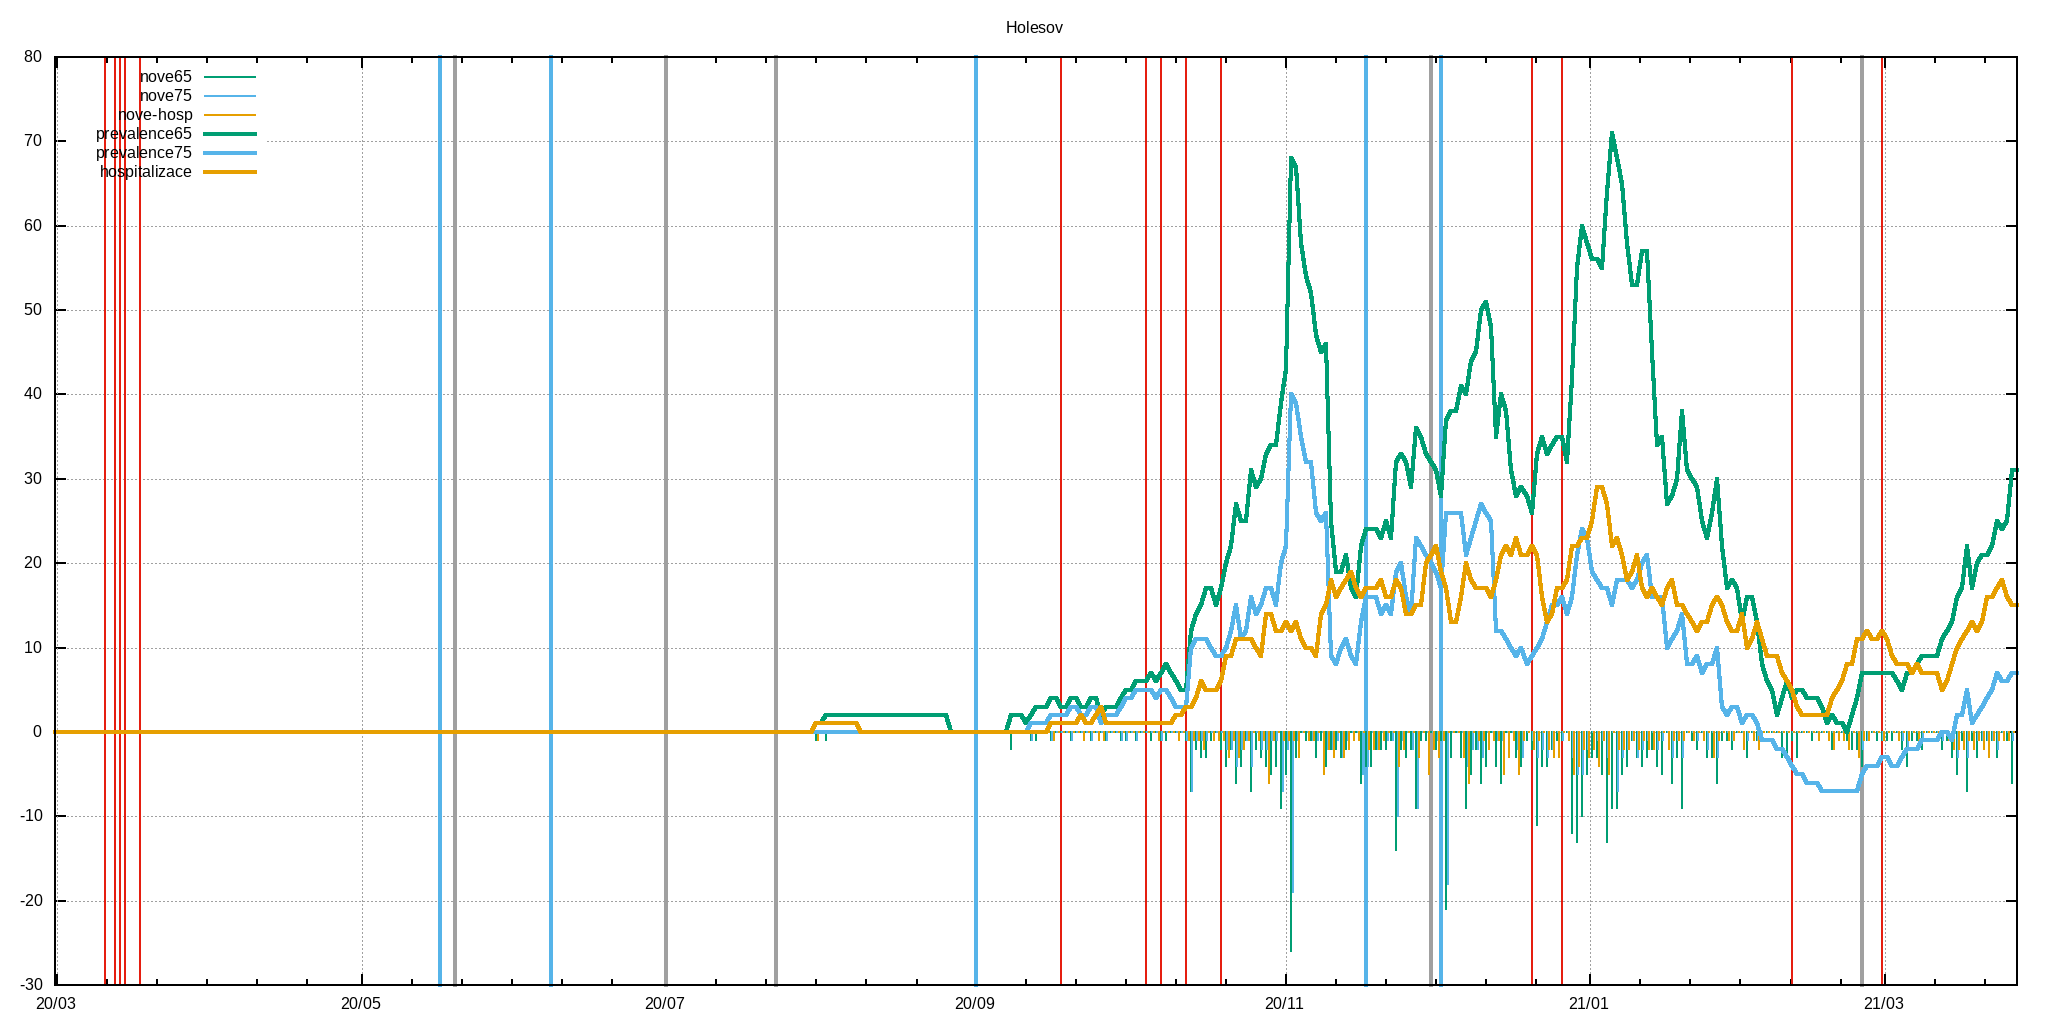 Holesov
80
nove65
nove75
nove-hosp
prevalence65
prevalence75
hospitalizace
70
60
50
40
30
20
10
0
-10
-20
-30
20/03 20/05 20/07 20/09 20/11 21/01 21/03